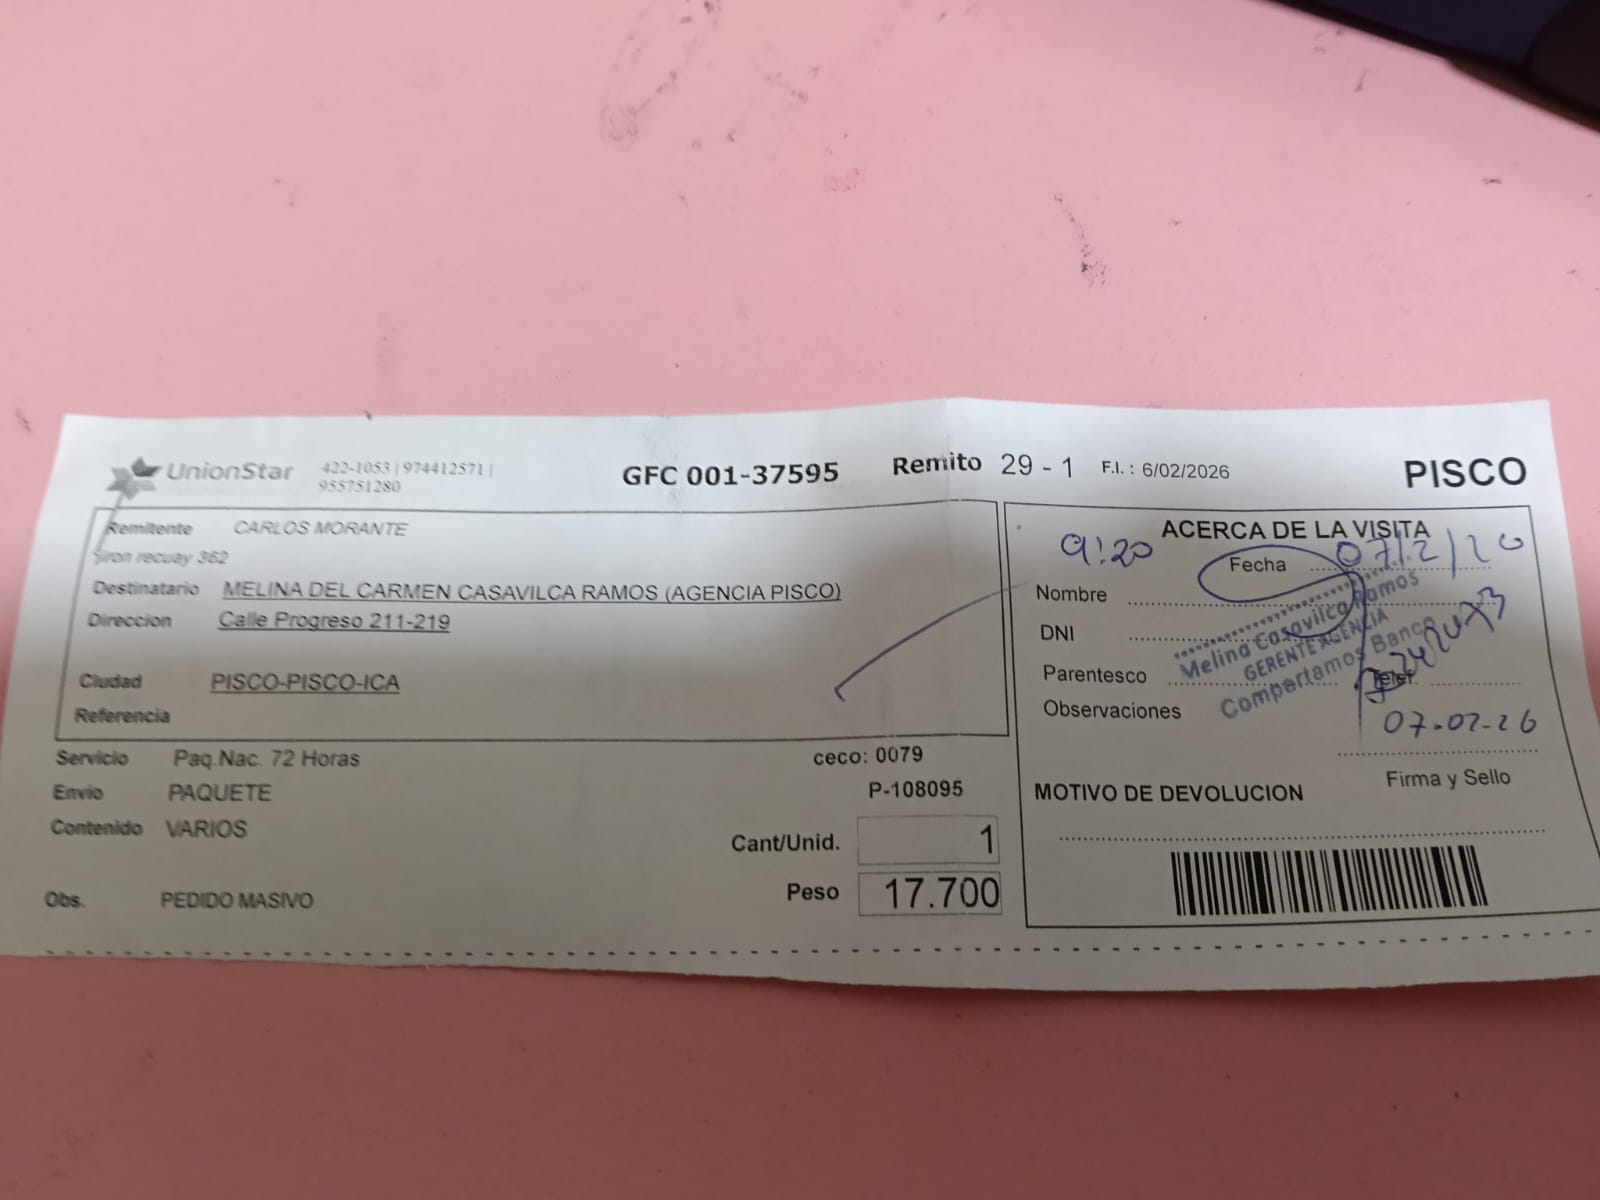 UnionStar 422-1053 | 974412571 |
955751280
GFC 001-37595
Remito 29 - 1 F.I. : 6/02/2026
PISCO
Remitente CARLOS MORANTE
Jiron recuay 362
Destinatario MELINA DEL CARMEN CASAVILCA RAMOS (AGENCIA PISCO)
Direccion Calle Progreso 211-219
Ciudad PISCO-PISCO-ICA
Referencia
Servicio Paq.Nac. 72 Horas ceco: 0079
Envio PAQUETE P-108095
Contenido VARIOS
Cant/Unid. 1
Peso 17.700
Obs. PEDIDO MASIVO
ACERCA DE LA VISITA
9:20 Fecha 07/2/20
Nombre
DNI
Parentesco Telef
Observaciones
Melina Casavilca Ramos
GERENTE AGENCIA
Compartamos Banco
07-02-26
Firma y Sello
MOTIVO DE DEVOLUCION